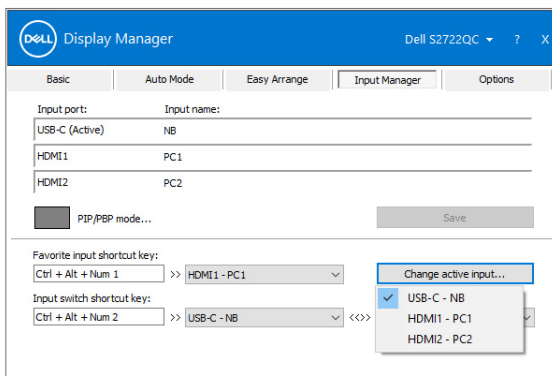 DELL Display Manager Dell S2722QC ? X
Basic Auto Mode Easy Arrange Input Manager Options
Input port: Input name:
USB-C (Active) NB
HDMI1 PC1
HDMI2 PC2
PIP/PBP mode... Save
Favorite input shortcut key:
Ctrl + Alt + Num 1 >> HDMI1 - PC1 Change active input...
Input switch shortcut key:
Ctrl + Alt + Num 2 >> USB-C - NB <<>>
USB-C - NB
HDMI1 - PC1
HDMI2 - PC2